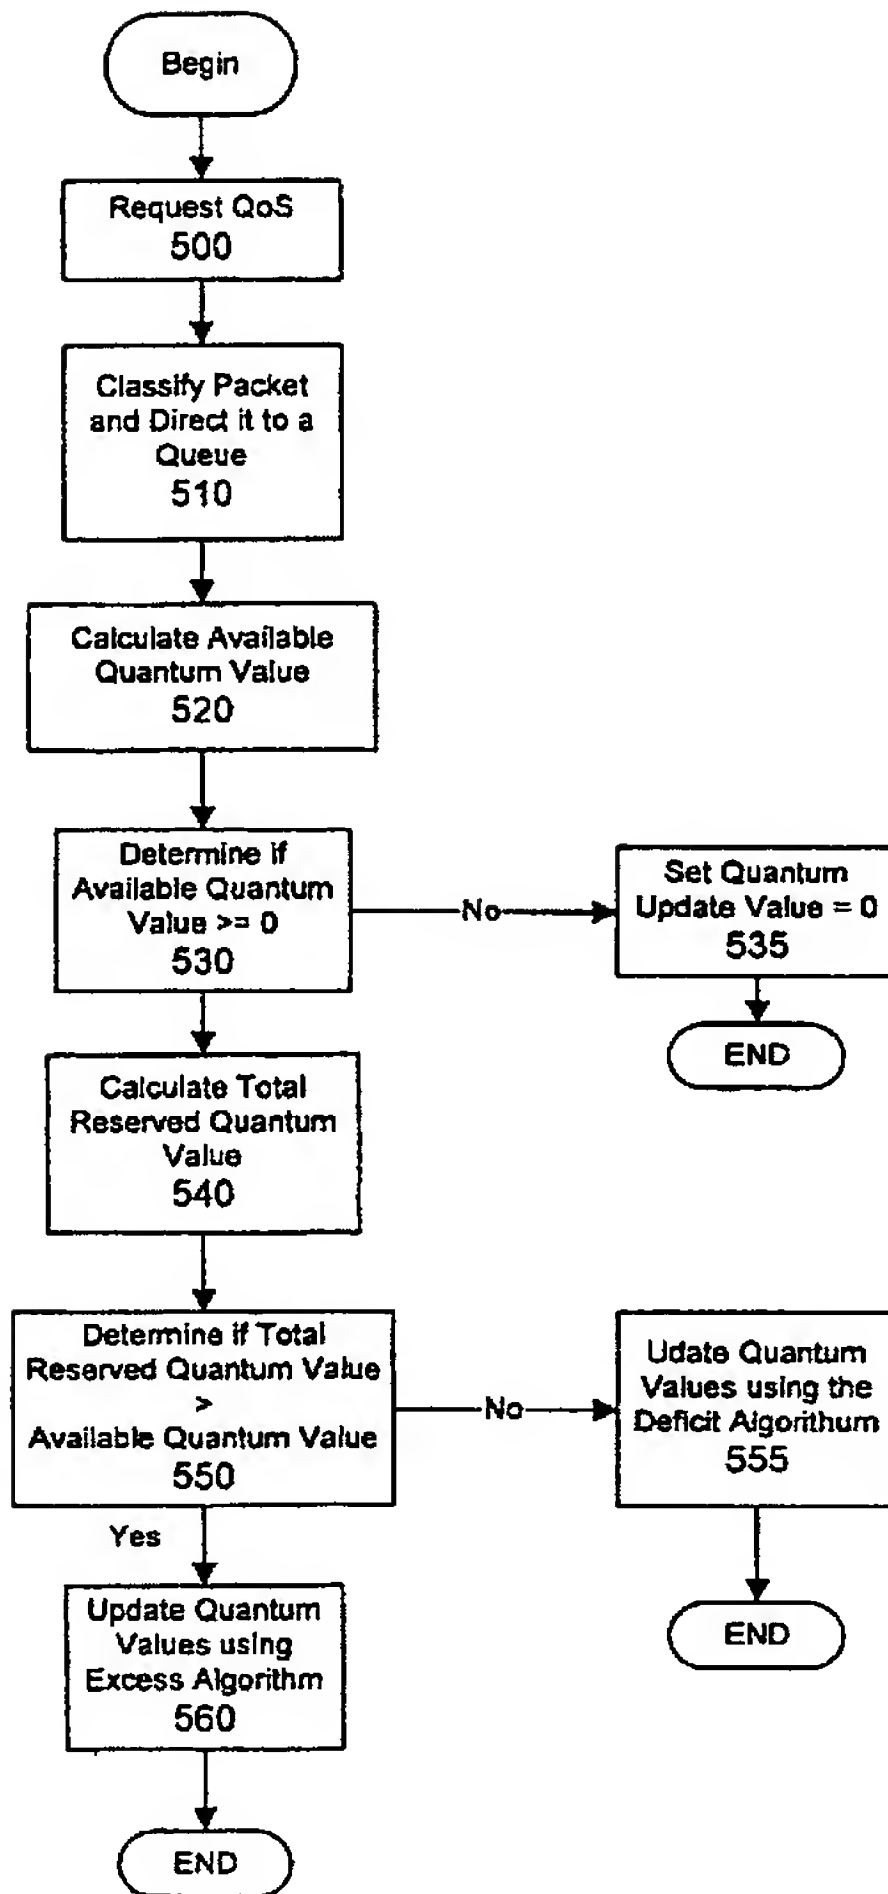 Begin
Request QoS
500
Classify Packet
and Direct it to a
Queue
510
Calculate Available
Quantum Value
520
Determine if
Available Quantum
Value >= 0
530
No
Set Quantum
Update Value = 0
535
END
Calculate Total
Reserved Quantum
Value
540
Determine if Total
Reserved Quantum Value
>
Available Quantum Value
550
No
Udate Quantum
Values using the
Deficit Algorithum
555
END
Yes
Update Quantum
Values using
Excess Algorithm
560
END